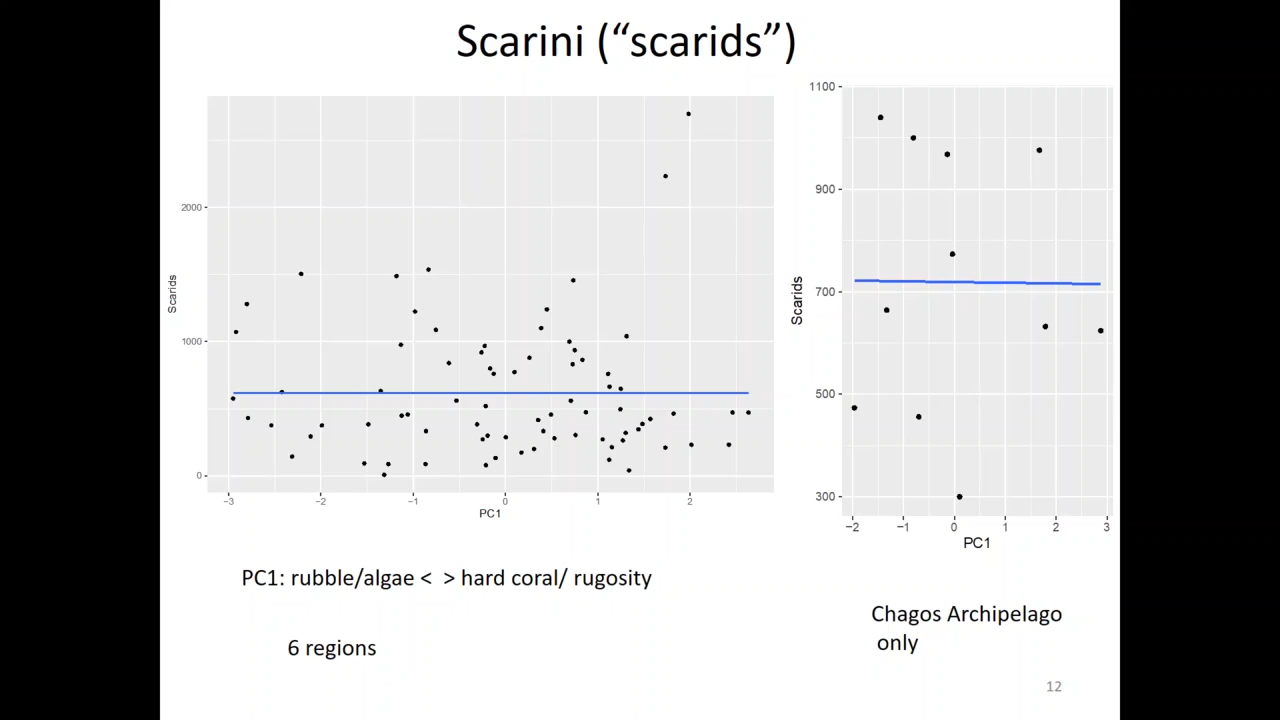 Scarini (“scarids”)
Scarids
2000
1000
0
−3 −2 −1 0 1 2
PC1
Scarids
1100
900
700
500
300
−2 −1 0 1 2 3
PC1
PC1: rubble/algae < > hard coral/ rugosity
6 regions
Chagos Archipelago
only
12